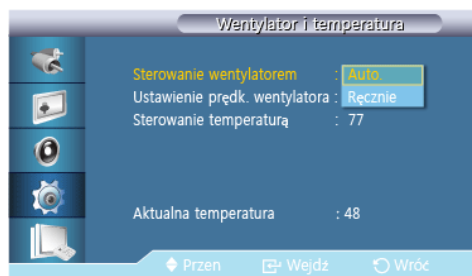 Wentylator i temperatura
Sterowanie wentylatorem : Auto.
Ustawienie prędk. wentylatora : Ręcznie
Sterowanie temperaturą : 77
Aktualna temperatura : 48
Przen Wejdź Wróć